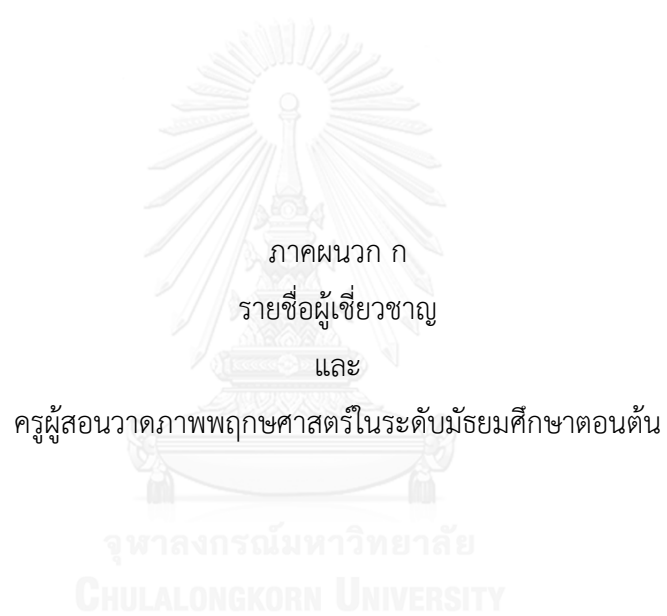 ภาคผนวก ก
รายชื่อผู้เชี่ยวชาญ
และ
ครูผู้สอนวาดภาพพฤกษศาสตร์ในระดับมัธยมศึกษาตอนต้น
จุฬาลงกรณ์มหาวิทยาลัย
CHULALONGKORN UNIVERSITY